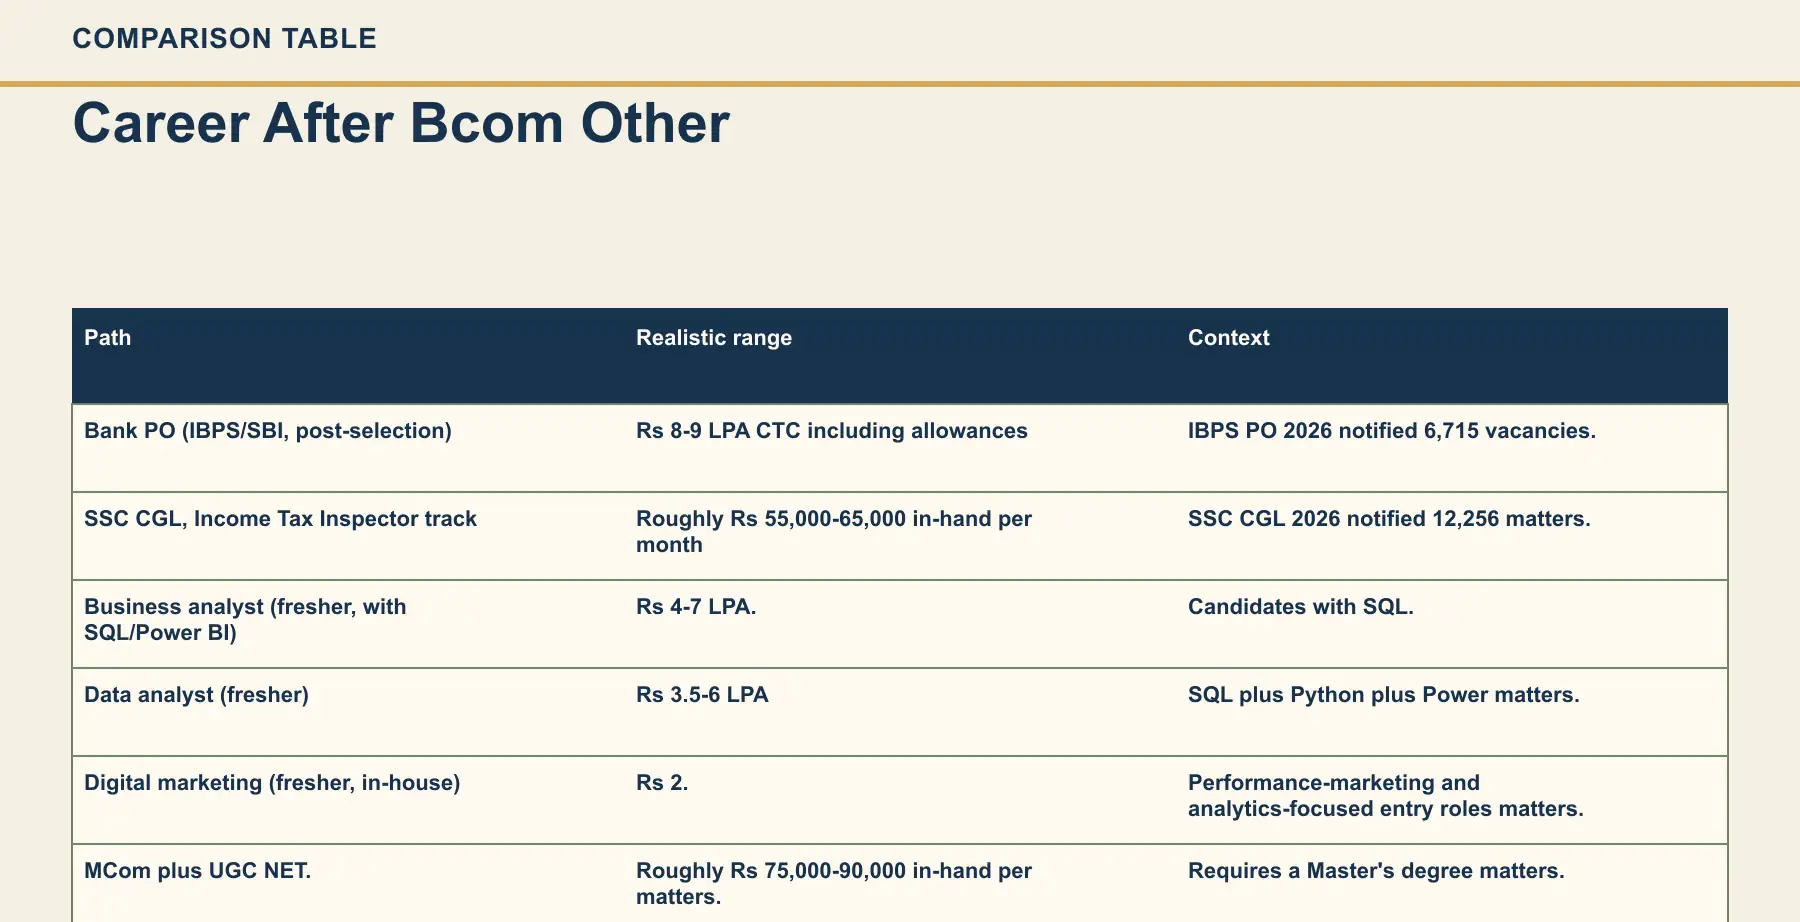 COMPARISON TABLE
Career After Bcom Other
Path Realistic range Context
Bank PO (IBPS/SBI, post-selection) Rs 8-9 LPA CTC including allowances IBPS PO 2026 notified 6,715 vacancies.
SSC CGL, Income Tax Inspector track Roughly Rs 55,000-65,000 in-hand per SSC CGL 2026 notified 12,256 matters.
month
Business analyst (fresher, with Rs 4-7 LPA. Candidates with SQL.
SQL/Power BI)
Data analyst (fresher) Rs 3.5-6 LPA SQL plus Python plus Power matters.
Digital marketing (fresher, in-house) Rs 2. Performance-marketing and
analytics-focused entry roles matters.
MCom plus UGC NET. Roughly Rs 75,000-90,000 in-hand per Requires a Master's degree matters.
matters.